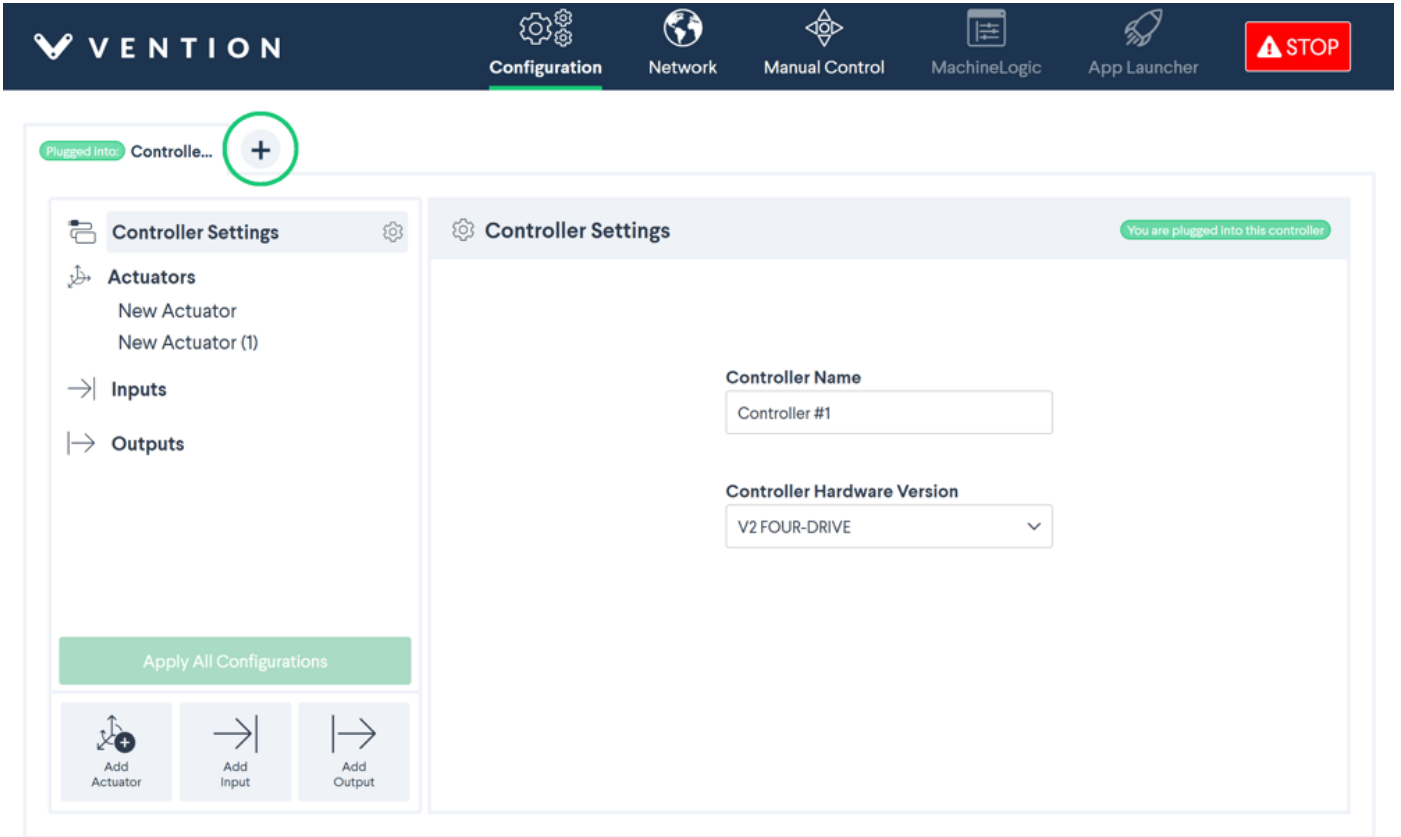 VENTION
Configuration
Network
Manual Control
MachineLogic
App Launcher
STOP
Plugged into: Controlle...
+
Controller Settings
Actuators
New Actuator
New Actuator (1)
Inputs
Outputs
Apply All Configurations
Add
Actuator
Add
Input
Add
Output
Controller Settings
You are plugged into this controller
Controller Name
Controller #1
Controller Hardware Version
V2 FOUR-DRIVE